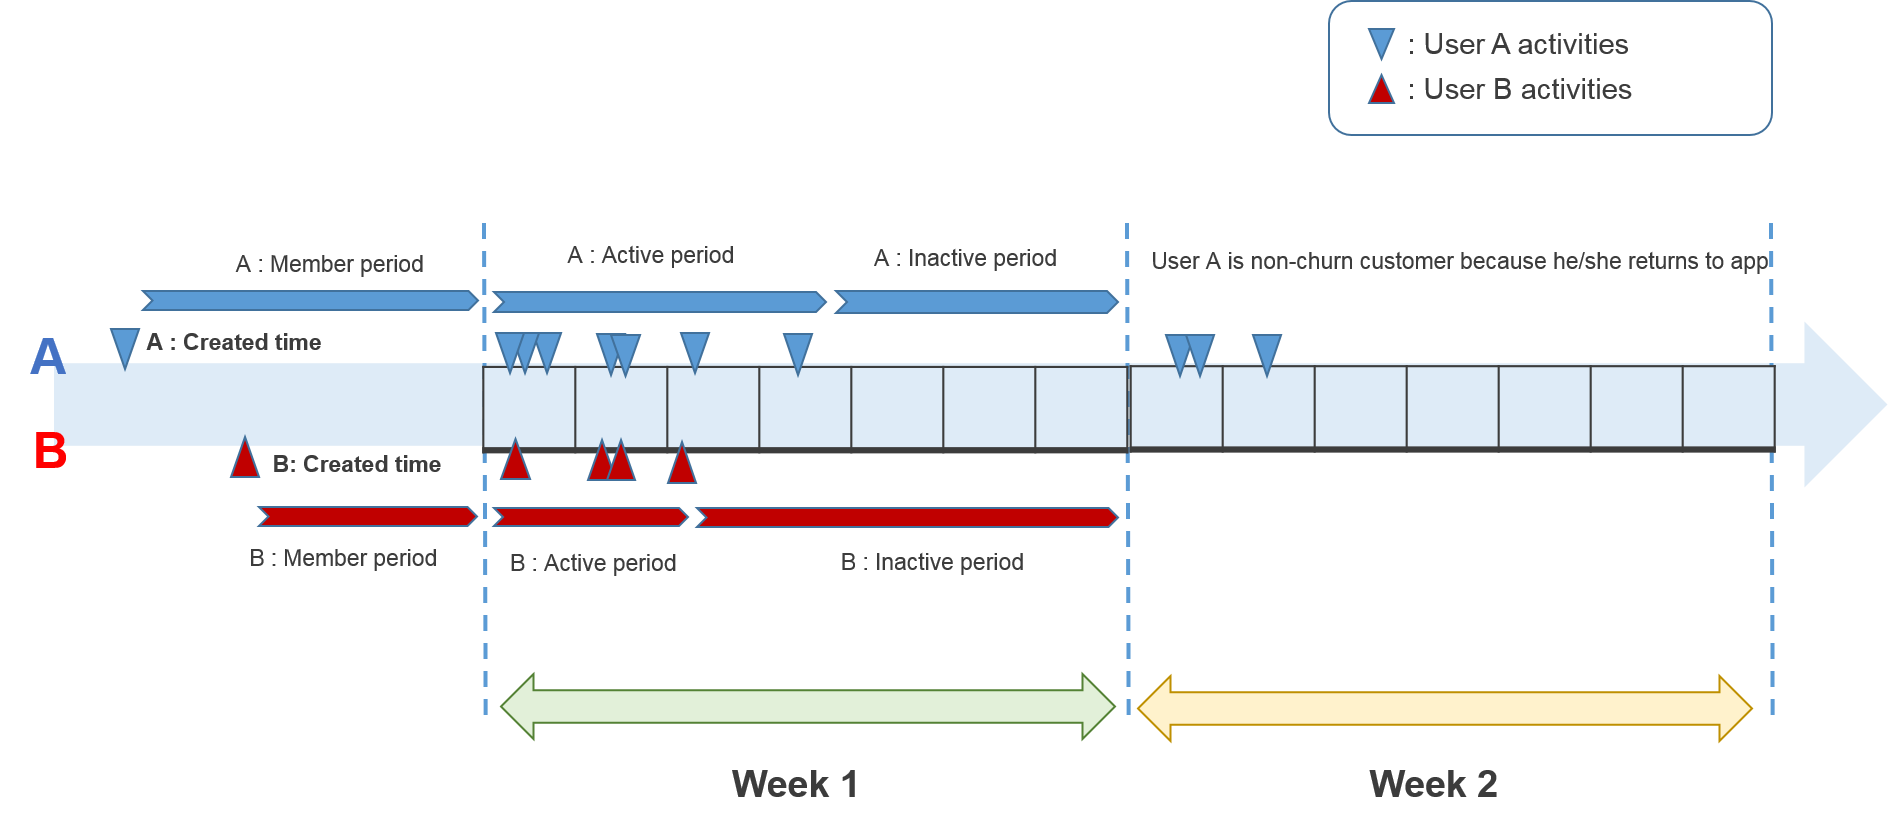 : User A activities
: User B activities
A : Member period
A : Active period
A : Inactive period
User A is non-churn customer because he/she returns to app
A : Created time
A
B
B: Created time
B : Member period
B : Active period
B : Inactive period
Week 1
Week 2